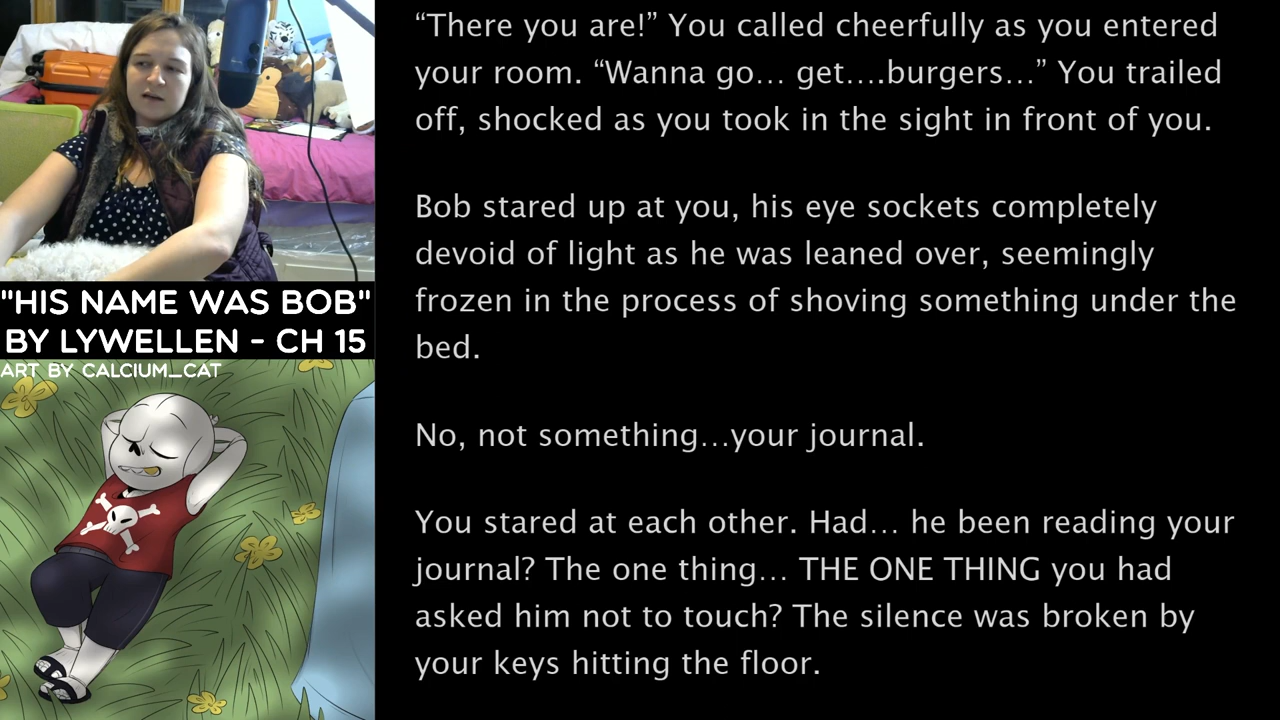 "HIS NAME WAS BOB"
BY LYWELLEN - CH 15
ART BY CALCIUM_CAT
“There you are!” You called cheerfully as you entered
your room. “Wanna go… get….burgers…” You trailed
off, shocked as you took in the sight in front of you.
Bob stared up at you, his eye sockets completely
devoid of light as he was leaned over, seemingly
frozen in the process of shoving something under the
bed.
No, not something…your journal.
You stared at each other. Had… he been reading your
journal? The one thing… THE ONE THING you had
asked him not to touch? The silence was broken by
your keys hitting the floor.